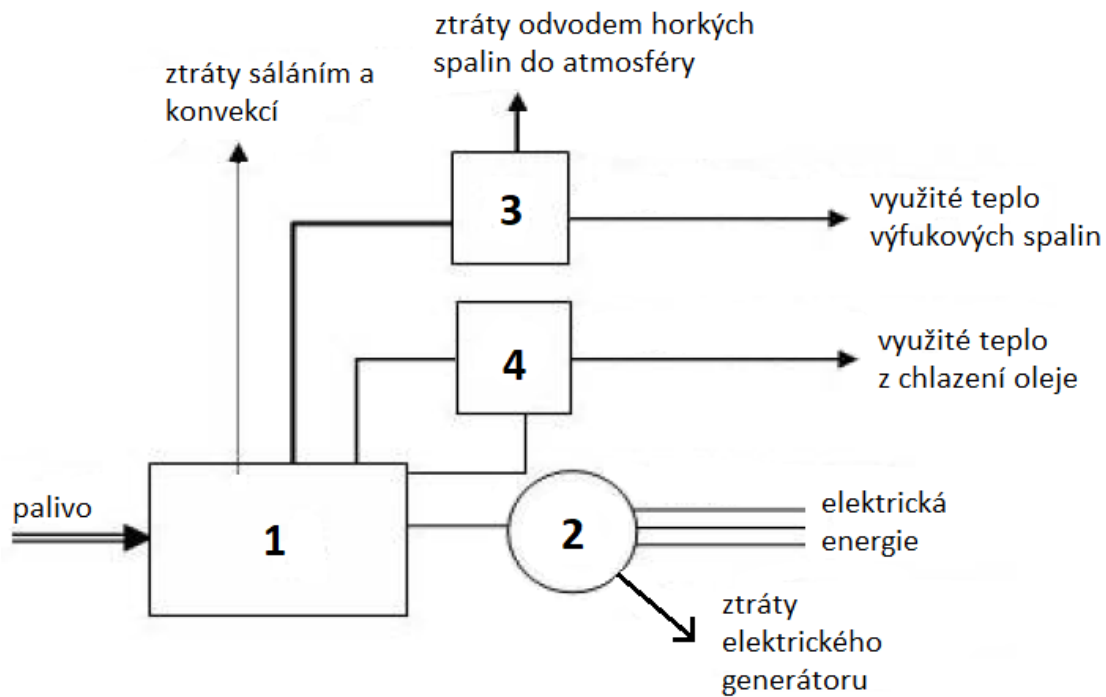 ztráty odvodem horkých
spalin do atmosféry
ztráty sáláním a
konvekcí
3
využité teplo
výfukových spalin
4
využité teplo
z chlazení oleje
palivo
1
2
elektrická
energie
ztráty
elektrického
generátoru